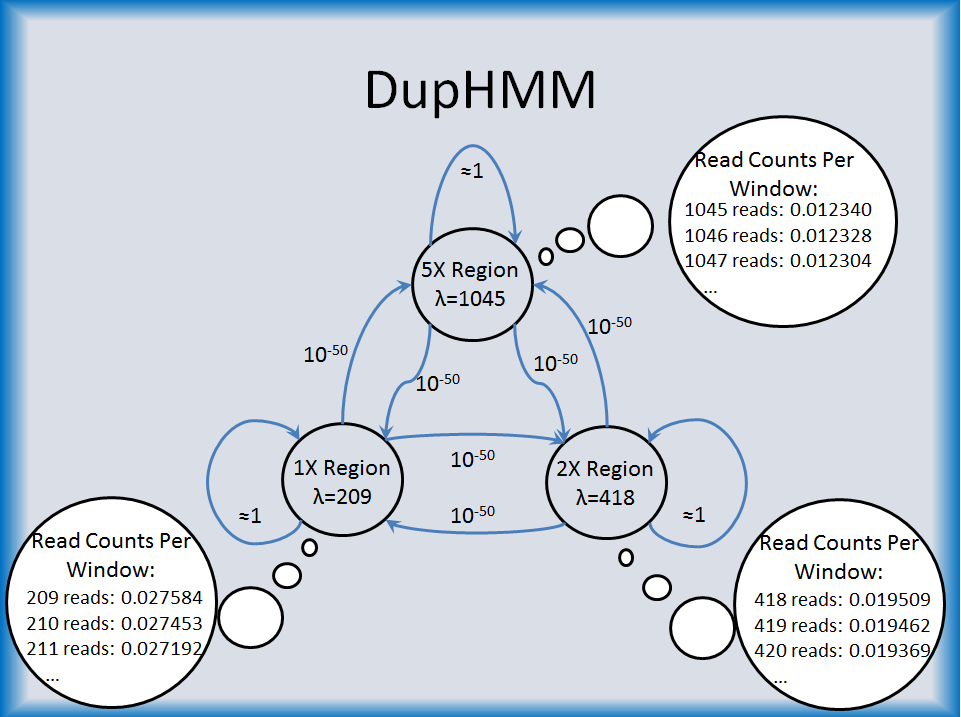 DupHMM
≈1
Read Counts Per
Window:
1045 reads: 0.012340
1046 reads: 0.012328
1047 reads: 0.012304
...
5X Region
λ=1045
10⁻⁵⁰
10⁻⁵⁰
10⁻⁵⁰
10⁻⁵⁰
1X Region
λ=209
10⁻⁵⁰
10⁻⁵⁰
2X Region
λ=418
≈1
≈1
Read Counts Per
Window:
209 reads: 0.027584
210 reads: 0.027453
211 reads: 0.027192
...
Read Counts Per
Window:
418 reads: 0.019509
419 reads: 0.019462
420 reads: 0.019369
...